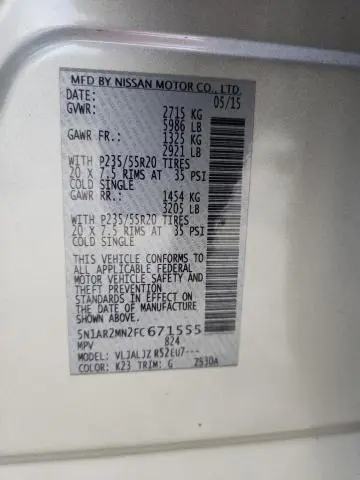 MFD BY NISSAN MOTOR CO., LTD.
DATE: 05/15
GVWR: 2715 KG
5986 LB
GAWR FR.: 1325 KG
2921 LB
WITH P235/55R20 TIRES
20 X 7.5 RIMS AT 35 PSI
COLD SINGLE
GAWR RR.: 1454 KG
3205 LB
WITH P235/55R20 TIRES
20 X 7.5 RIMS AT 35 PSI
COLD SINGLE
THIS VEHICLE CONFORMS TO
ALL APPLICABLE FEDERAL
MOTOR VEHICLE SAFETY AND
THEFT PREVENTION
STANDARDS IN EFFECT ON
THE DATE OF MANUFACTURE
SHOWN ABOVE.
5N1AR2MN2FC671555
MPV 824
MODEL: VLJALJZ R52EU7---
COLOR: K23 TRIM: G Z530A